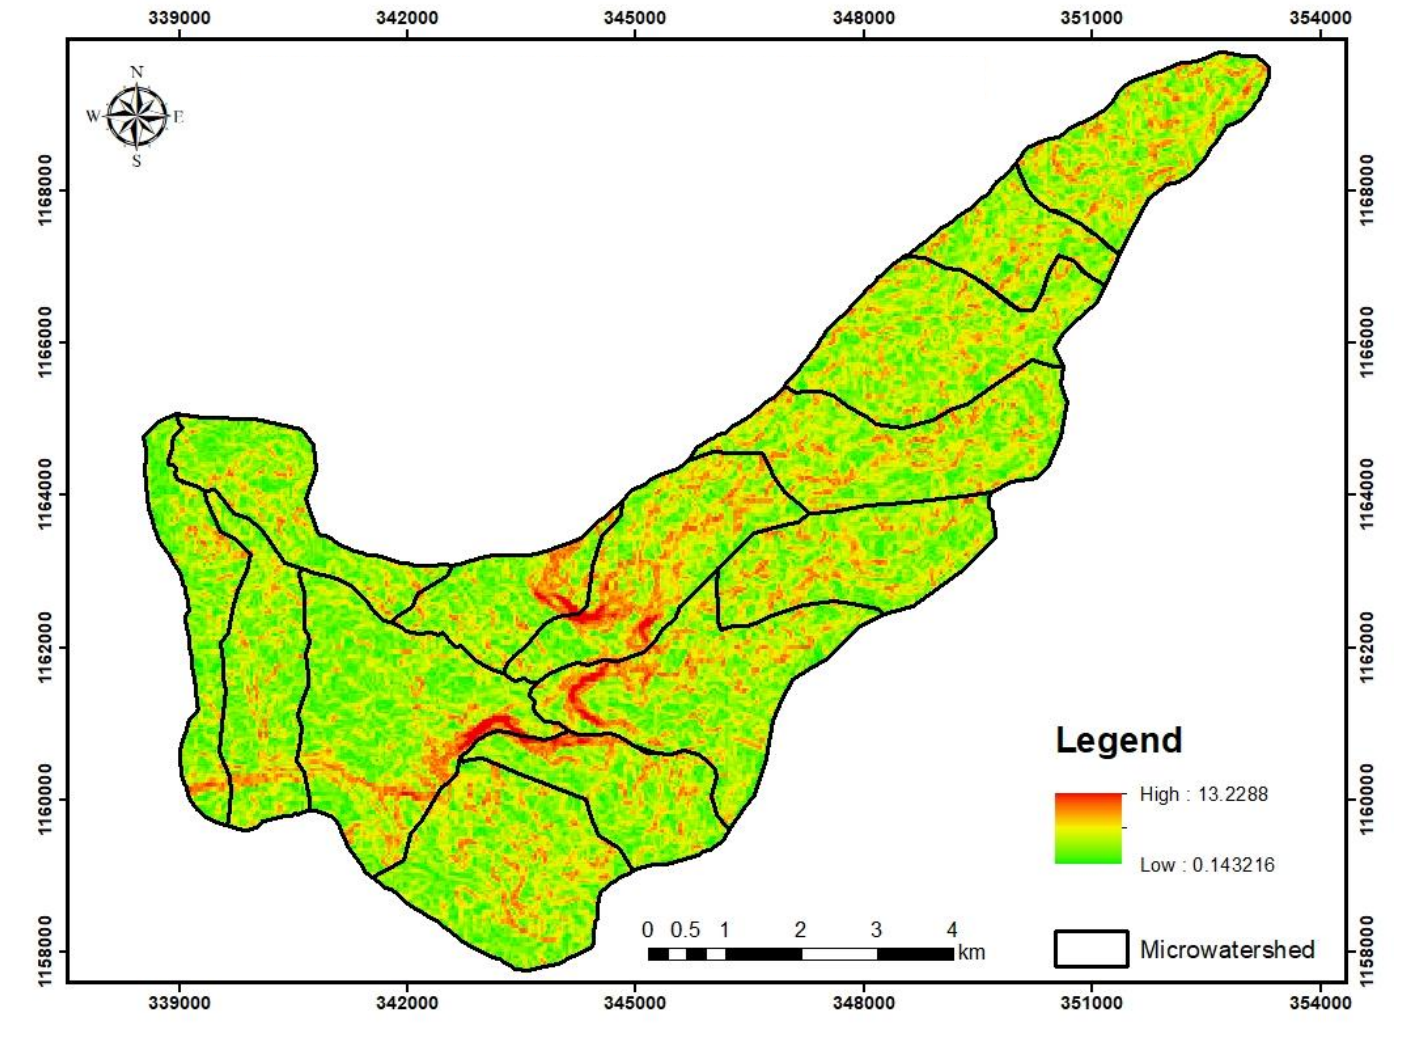 339000 342000 345000 348000 351000 354000
N
W E
S
1168000 1168000
1166000 1166000
1164000 1164000
1162000 1162000
1160000 1160000
1158000 1158000
Legend
High : 13.2288
Low : 0.143216
Microwatershed
0 0.5 1 2 3 4
km
339000 342000 345000 348000 351000 354000